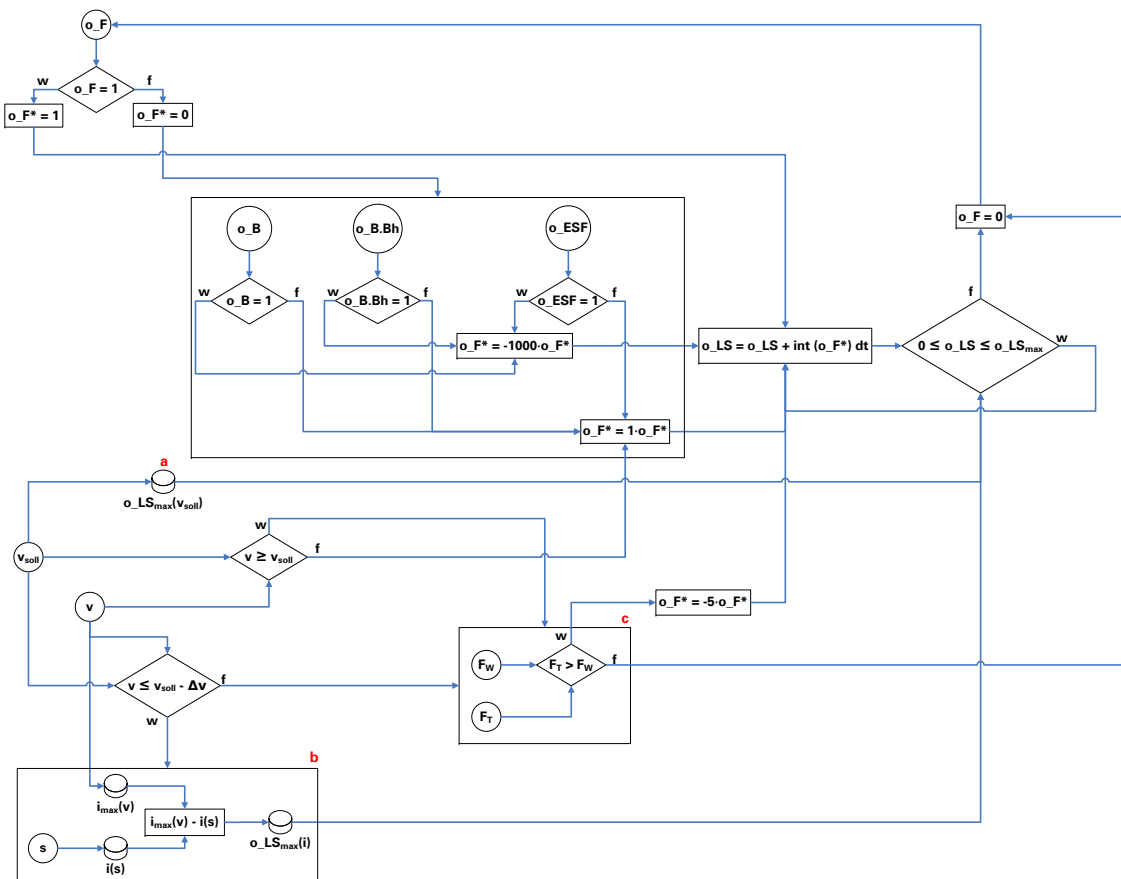 o_F
o_F = 1
w
f
o_F* = 1
o_F* = 0
o_F = 0
o_B
o_B.Bh
o_ESF
w
o_B = 1
f
w
o_B.Bh = 1
f
w
o_ESF = 1
f
o_F* = -1000·o_F*
o_LS = o_LS + int (o_F*) dt
f
0 ≤ o_LS ≤ o_LSmax
w
o_F* = 1·o_F*
a
o_LSmax(vsoll)
vsoll
w
v ≥ vsoll
f
v
o_F* = -5·o_F*
c
w
FW
FT > FW
f
FT
v ≤ vsoll - Δv
f
w
b
imax(v)
imax(v) - i(s)
s
i(s)
o_LSmax(i)